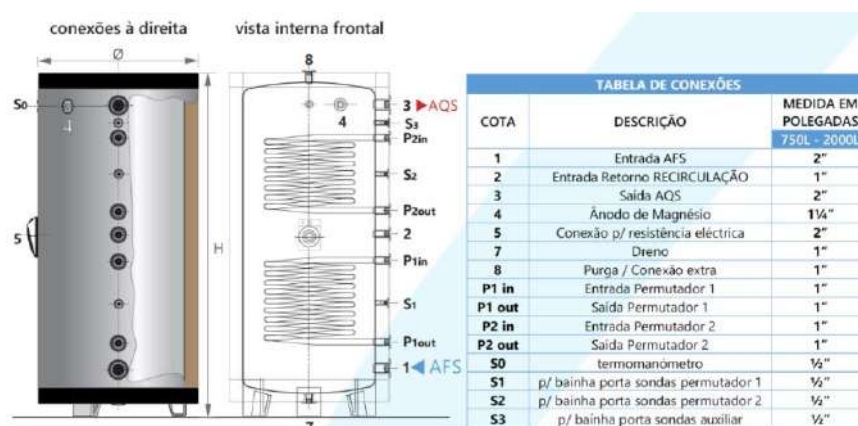 conexões à direita
vista interna frontal
Ø
H
S0
4
5
8
3 AQS
4
S3
P2in
S2
P2out
2
P1in
S1
P1out
1 AFS
7
TABELA DE CONEXÕES
COTA DESCRIÇÃO MEDIDA EM POLEGADAS
750L - 2000L
1 Entrada AFS 2"
2 Entrada Retorno RECIRCULAÇÃO 1"
3 Saída AQS 2"
4 Ânodo de Magnésio 1¼"
5 Conexão p/ resistência eléctrica 2"
7 Dreno 1"
8 Purga / Conexão extra 1"
P1 in Entrada Permutador 1 1"
P1 out Saída Permutador 1 1"
P2 in Entrada Permutador 2 1"
P2 out Saída Permutador 2 1"
S0 termomanómetro ½"
S1 p/ bainha porta sondas permutador 1 ½"
S2 p/ bainha porta sondas permutador 2 ½"
S3 p/ bainha porta sondas auxiliar ½"